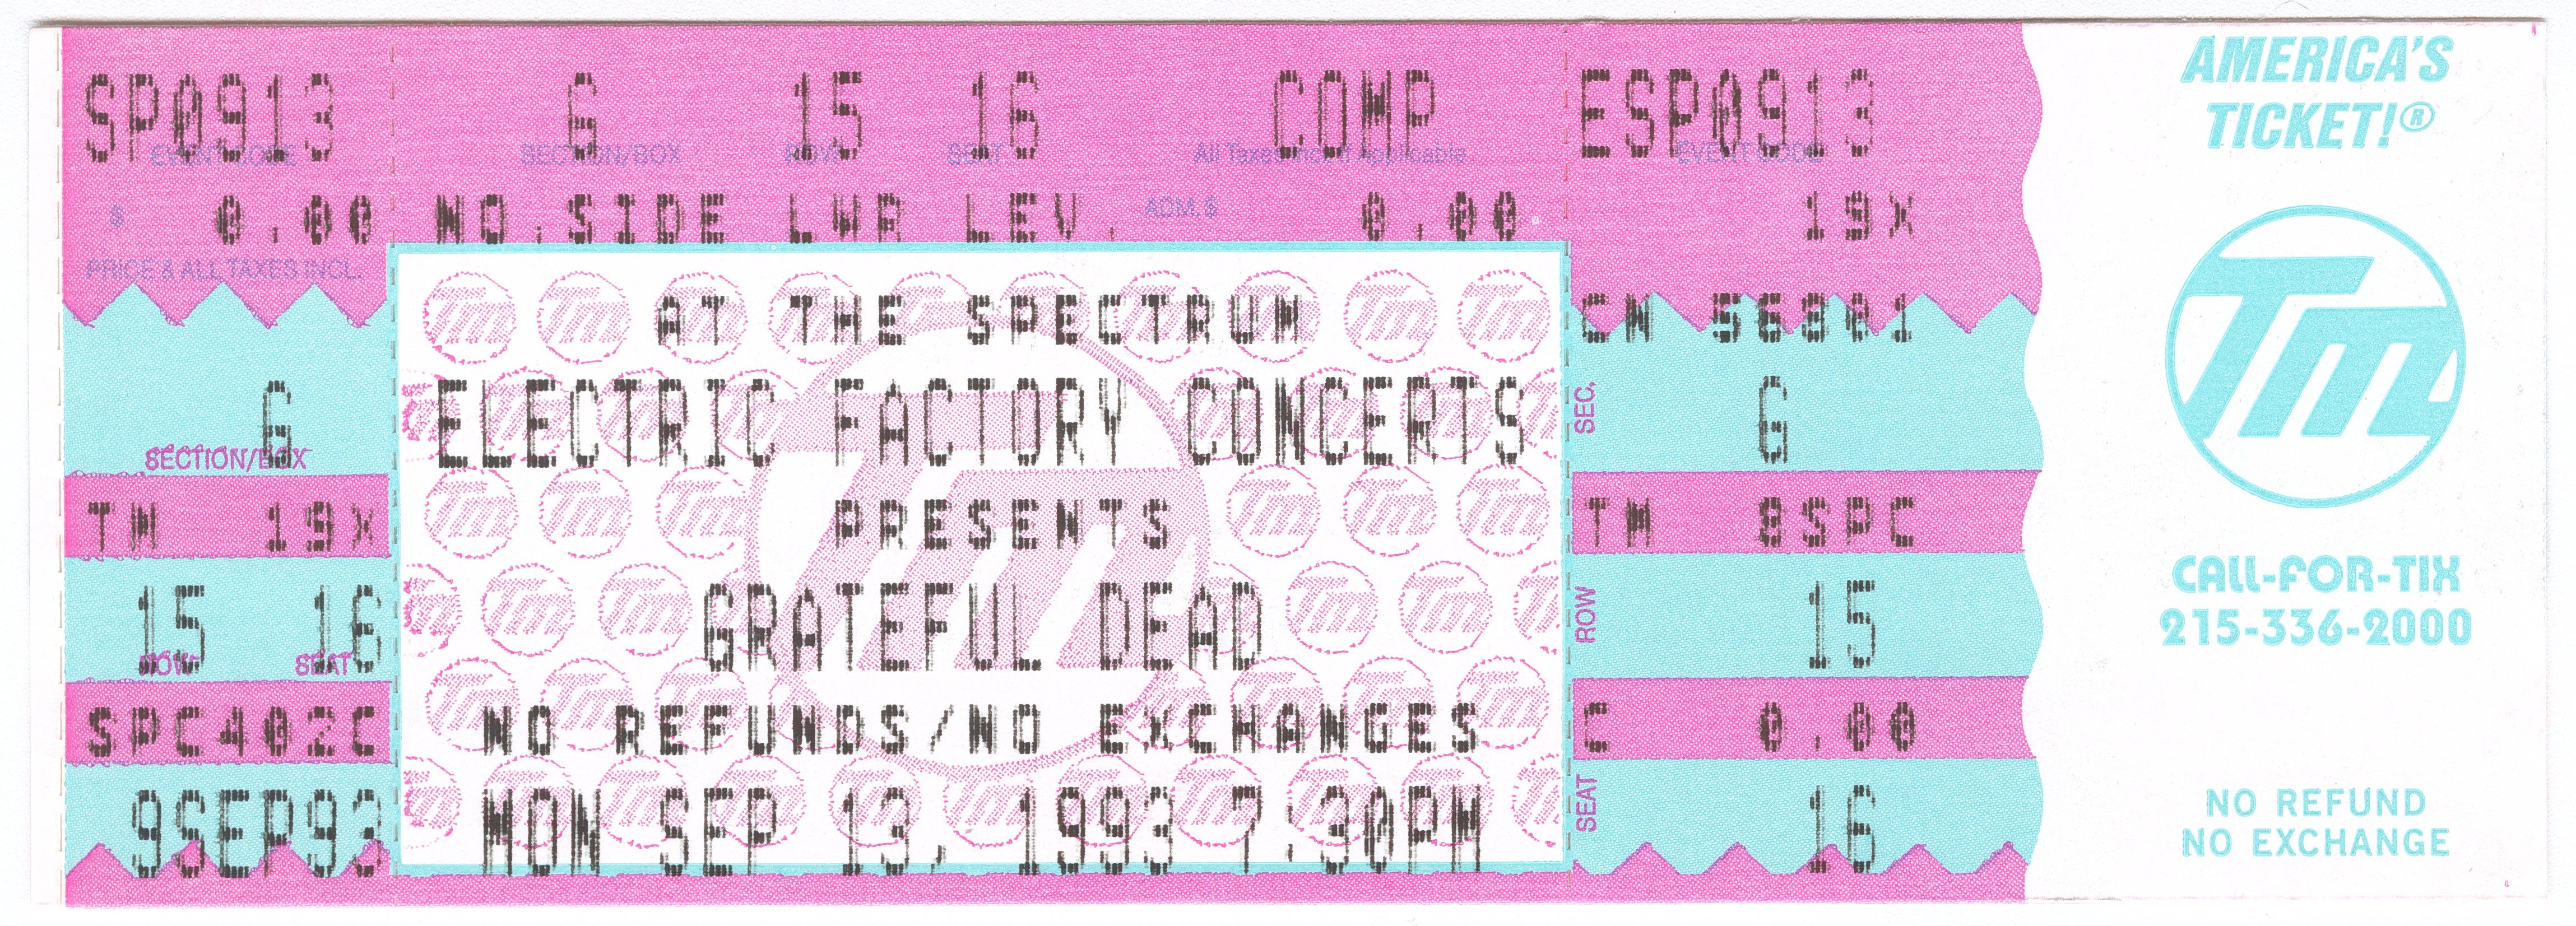 SP0913 G 15 16 COMP ESP0913
EVENT CODE SECTION/BOX ROW SEAT All Taxes Incl. If Applicable EVENT CODE
$ 0.00 NO.SIDE LWR LEV. ADM. $ 0.00 19X
PRICE & ALL TAXES INCL.
G
SECTION/BOX
TM 19X
15 16
ROW SEAT
SPC402C
9SEP93
AT THE SPECTRUM
ELECTRIC FACTORY CONCERTS
PRESENTS
GRATEFUL DEAD
NO REFUNDS/NO EXCHANGES
MON SEP 13, 1993 7:30PM
CN 56801
SEC. G
TM 8SPC
ROW 15
C 0.00
SEAT 16
AMERICA'S
TICKET!®
Tm
CALL-FOR-TIX
215-336-2000
NO REFUND
NO EXCHANGE